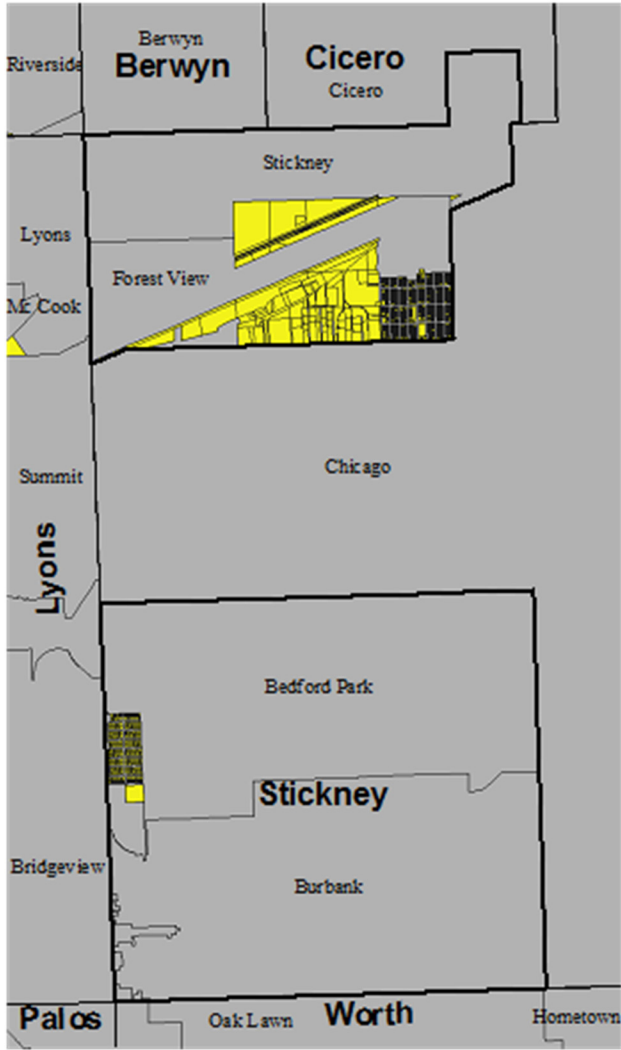 Berwyn
Riverside
Berwyn
Cicero
Cicero
Stickney
Lyons
Forest View
Mc Cook
Chicago
Summit
Lyons
Bedford Park
Stickney
Bridgeview
Burbank
Palos
Oak Lawn
Worth
Hometown